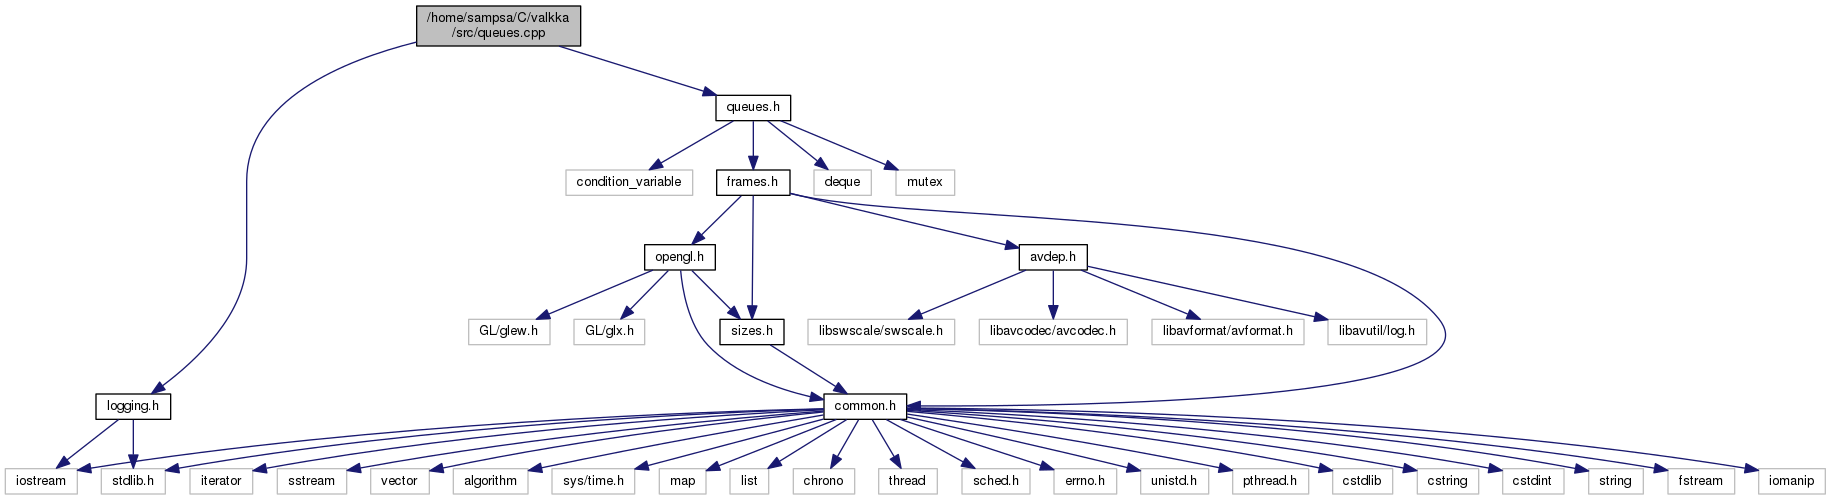 /home/sampsa/C/valkka
/src/queues.cpp
queues.h
condition_variable
frames.h
deque
mutex
opengl.h
avdep.h
GL/glew.h
GL/glx.h
sizes.h
libswscale/swscale.h
libavcodec/avcodec.h
libavformat/avformat.h
libavutil/log.h
logging.h
common.h
iostream
stdlib.h
iterator
sstream
vector
algorithm
sys/time.h
map
list
chrono
thread
sched.h
errno.h
unistd.h
pthread.h
cstdlib
cstring
cstdint
string
fstream
iomanip